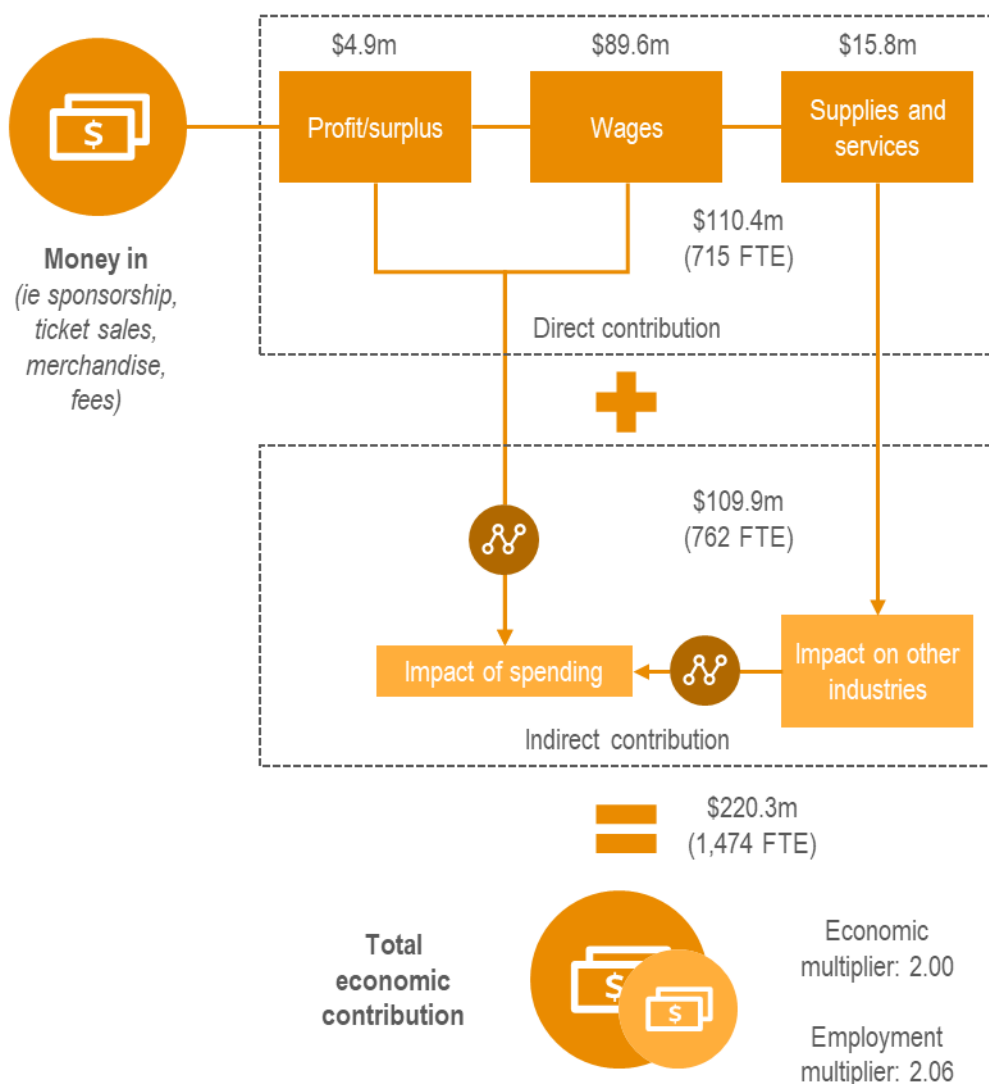 $4.9m
$89.6m
$15.8m
$
Profit/surplus
Wages
Supplies and
services
Money in
(ie sponsorship,
ticket sales,
merchandise,
fees)
$110.4m
(715 FTE)
Direct contribution
$109.9m
(762 FTE)
Impact of spending
Impact on other
industries
Indirect contribution
$220.3m
(1,474 FTE)
Total
economic
contribution
$
$
Economic
multiplier: 2.00
Employment
multiplier: 2.06